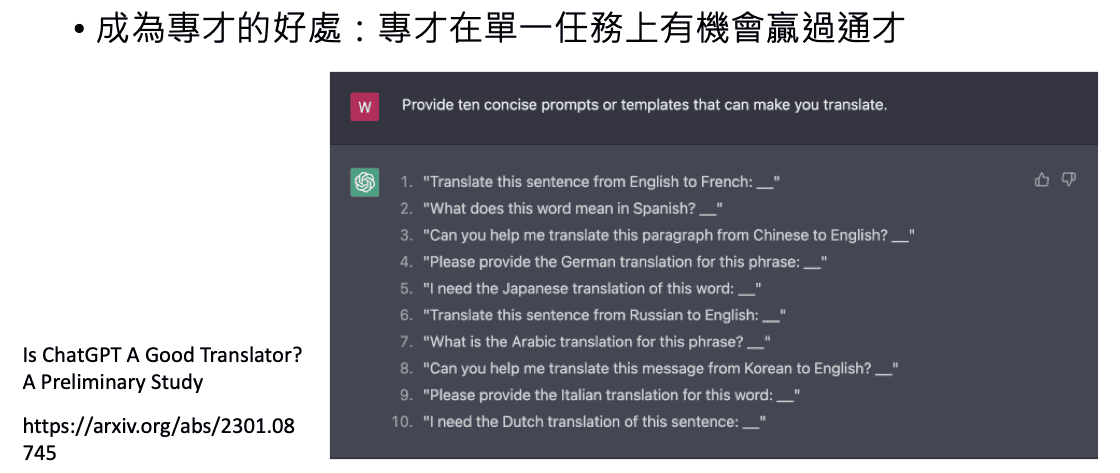 • 成為專才的好處：專才在單一任務上有機會贏過通才
W
Provide ten concise prompts or templates that can make you translate.
1. "Translate this sentence from English to French: __"
2. "What does this word mean in Spanish? __"
3. "Can you help me translate this paragraph from Chinese to English? __"
4. "Please provide the German translation for this phrase: __"
5. "I need the Japanese translation of this word: __"
6. "Translate this sentence from Russian to English: __"
7. "What is the Arabic translation for this phrase? __"
8. "Can you help me translate this message from Korean to English? __"
9. "Please provide the Italian translation for this word: __"
10. "I need the Dutch translation of this sentence: __"
Is ChatGPT A Good Translator?
A Preliminary Study
https://arxiv.org/abs/2301.08
745